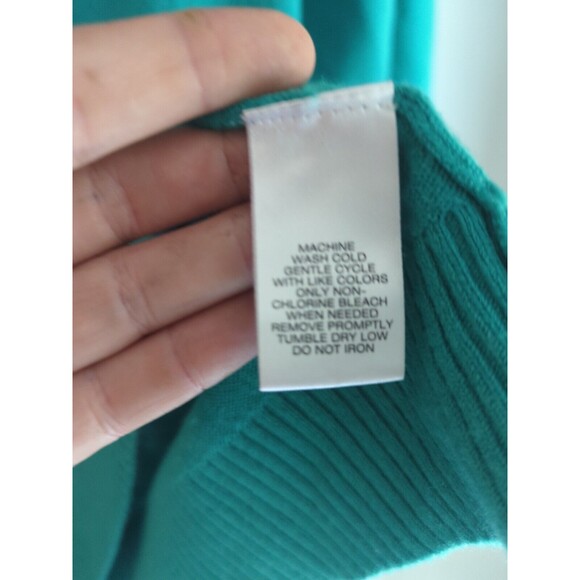 MACHINE
WASH COLD
GENTLE CYCLE
WITH LIKE COLORS
ONLY NON-
CHLORINE BLEACH
WHEN NEEDED
REMOVE PROMPTLY
TUMBLE DRY LOW
DO NOT IRON